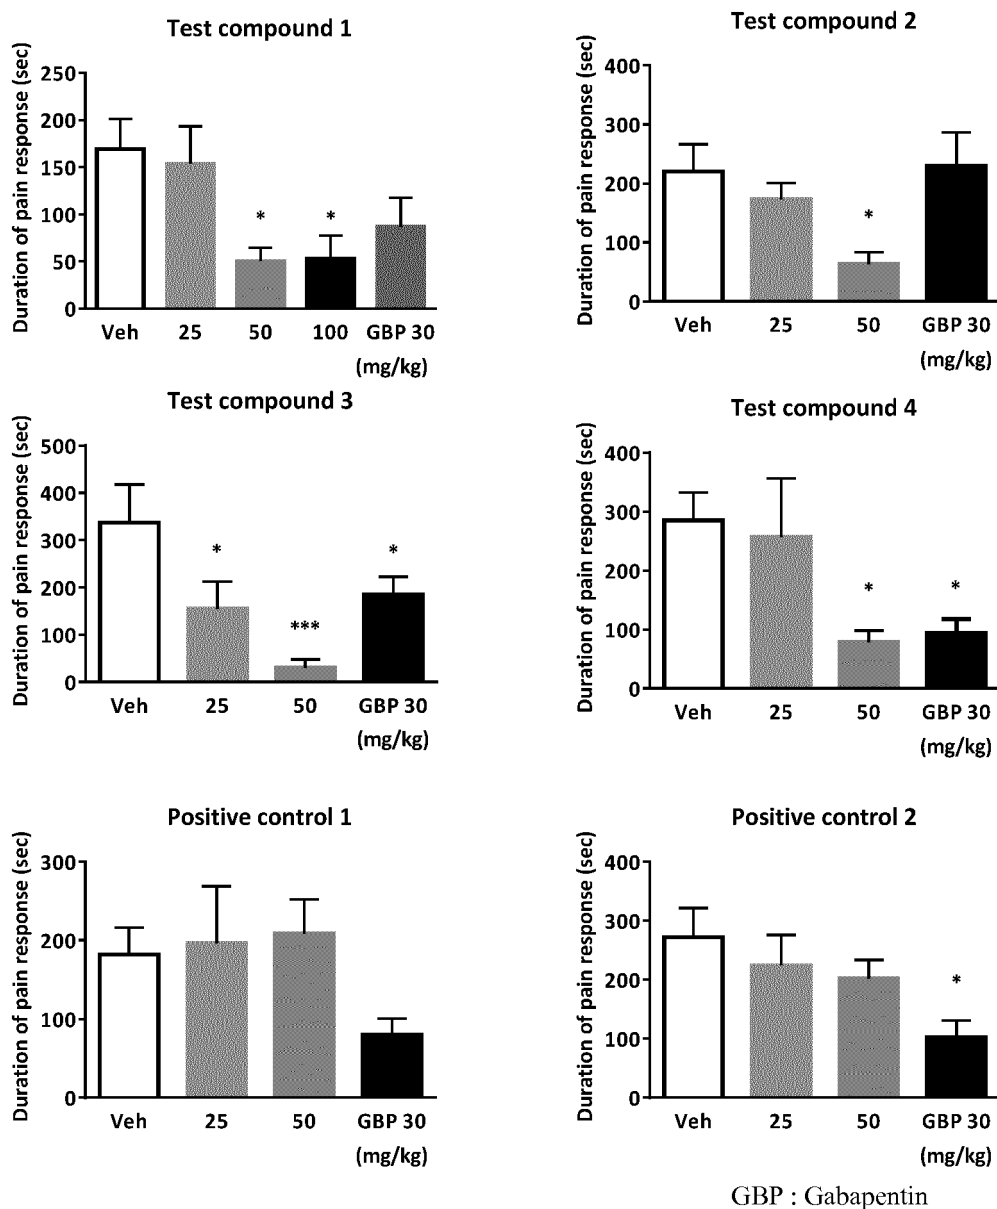 Test compound 1
Duration of pain response (sec)
250
200
150
100
50
0
*
*
Veh 25 50 100 GBP 30
(mg/kg)
Test compound 2
Duration of pain response (sec)
400
300
200
100
0
*
Veh 25 50 GBP 30
(mg/kg)
Test compound 3
Duration of pain response (sec)
500
400
300
200
100
0
*
***
*
Veh 25 50 GBP 30
(mg/kg)
Test compound 4
Duration of pain response (sec)
400
300
200
100
0
*
*
Veh 25 50 GBP 30
(mg/kg)
Positive control 1
Duration of pain response (sec)
300
200
100
0
Veh 25 50 GBP 30
(mg/kg)
Positive control 2
Duration of pain response (sec)
400
300
200
100
0
*
Veh 25 50 GBP 30
(mg/kg)
GBP : Gabapentin